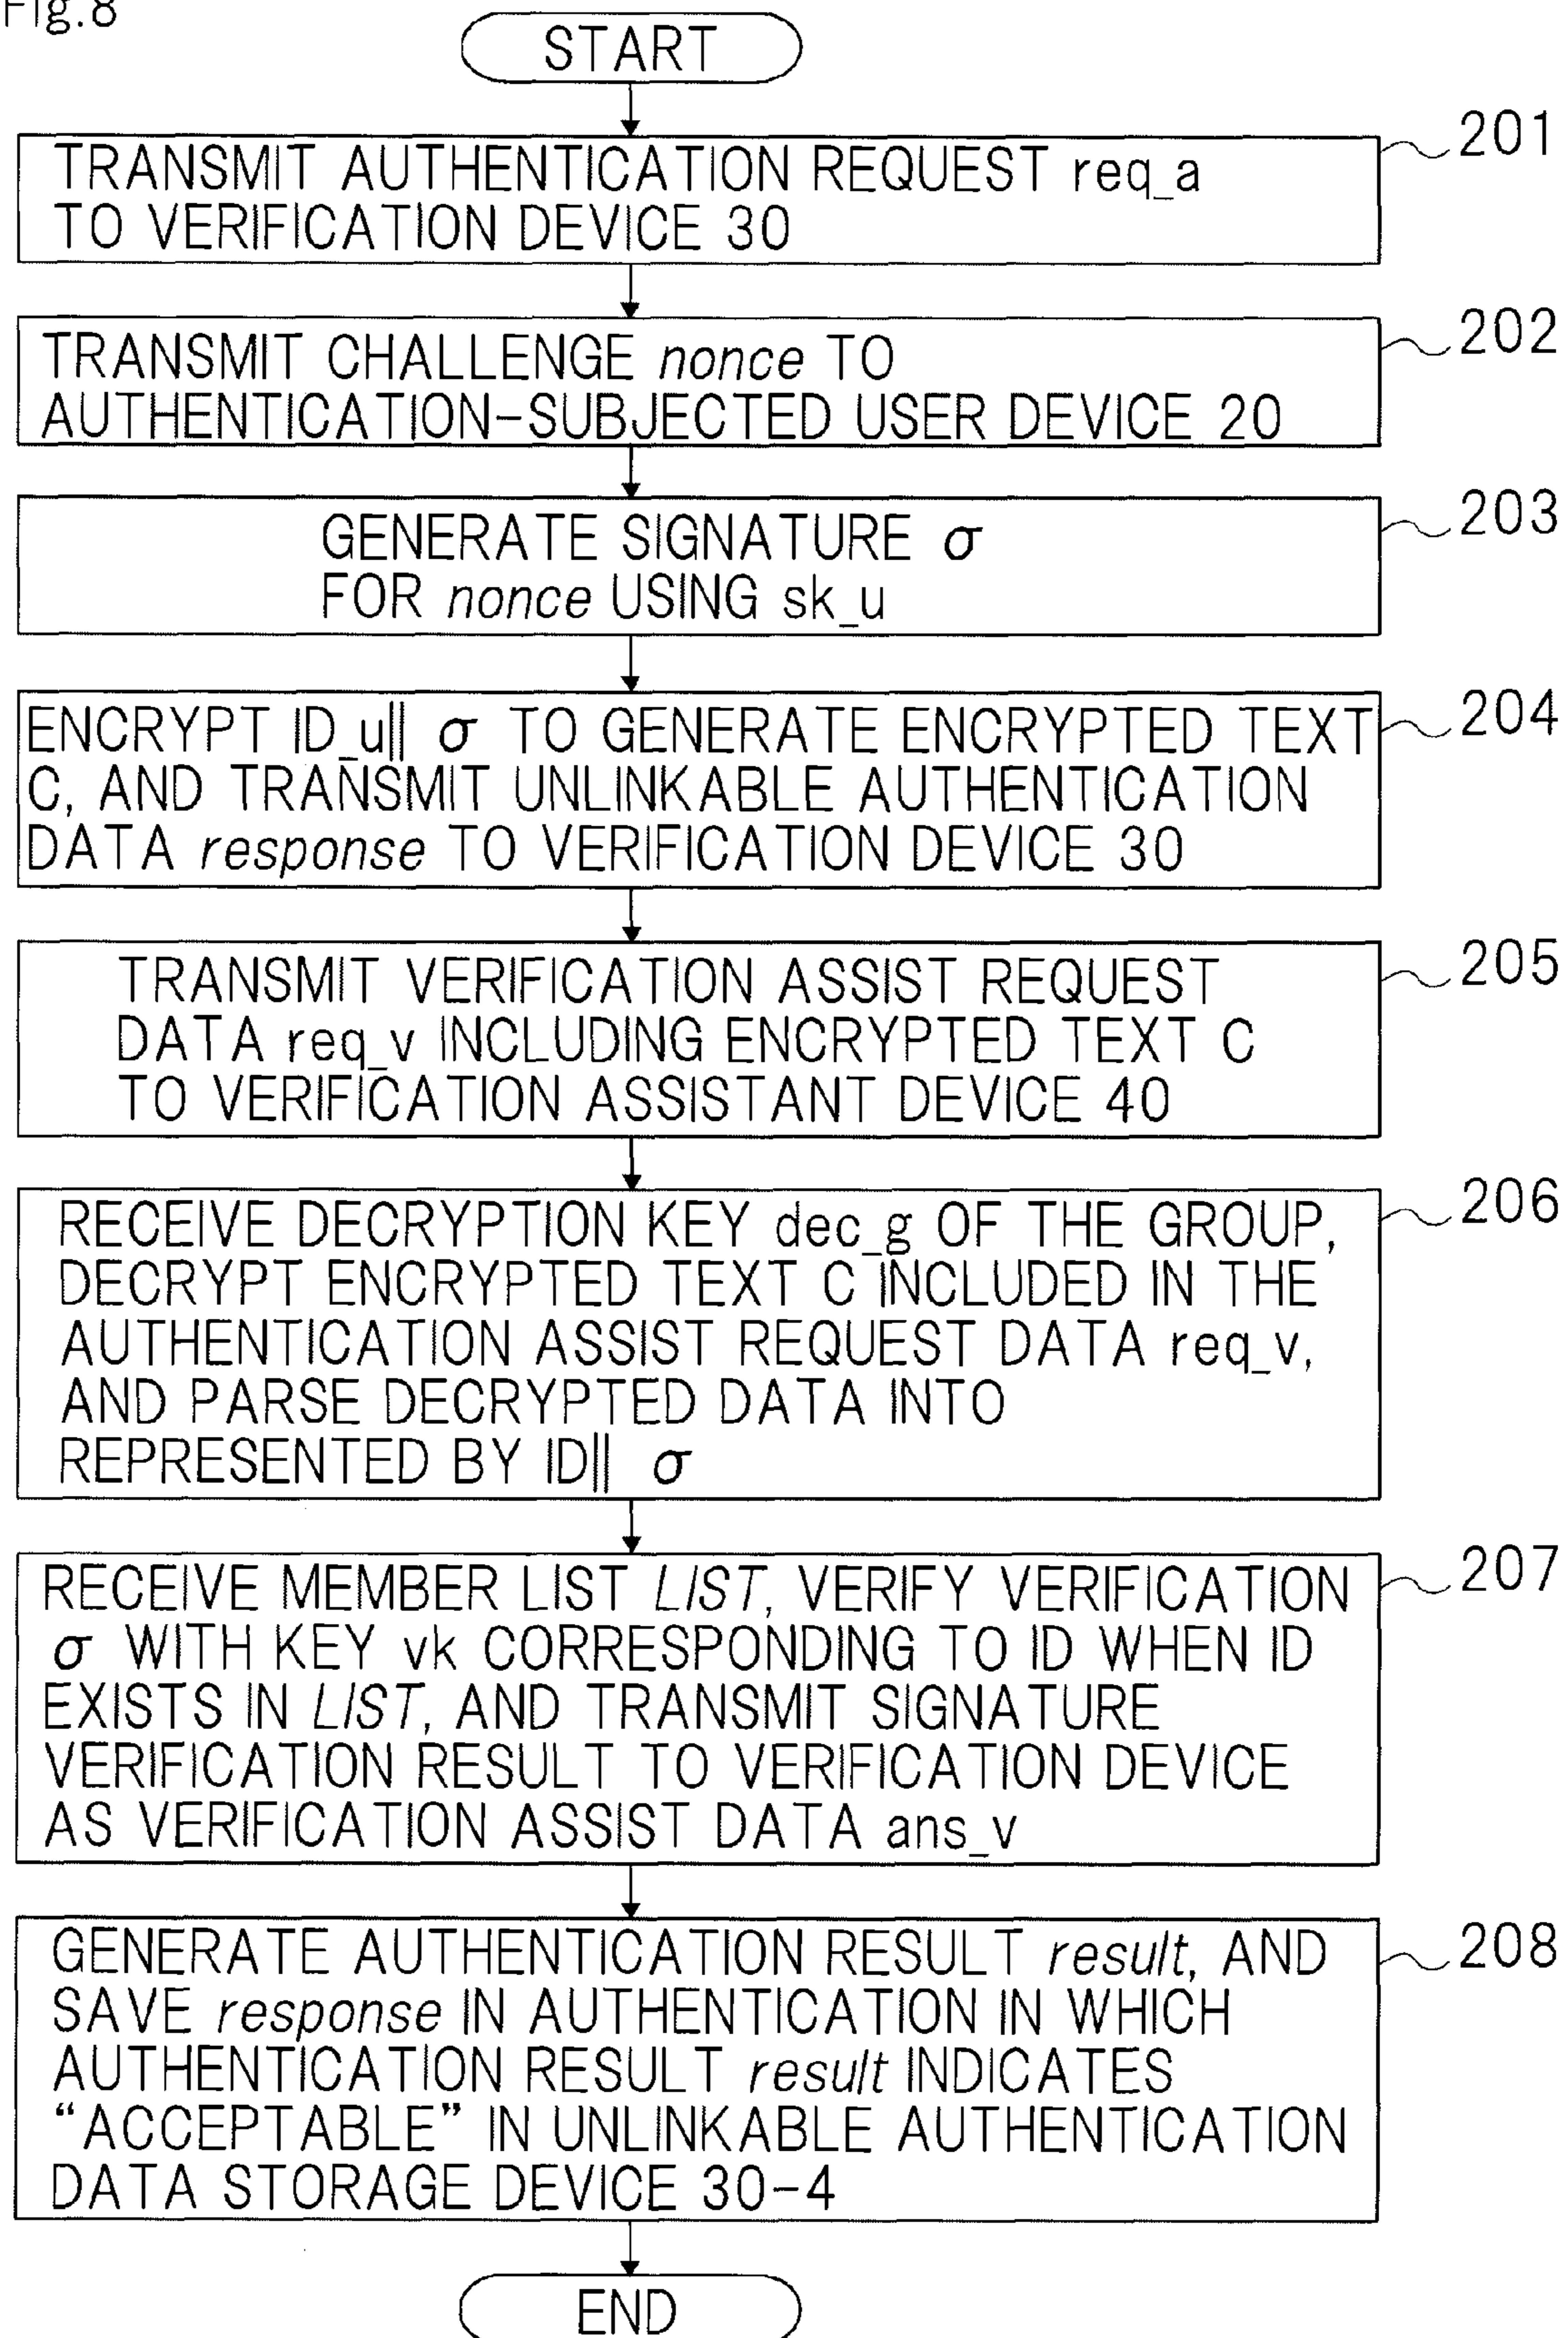 Fig.8
START
TRANSMIT AUTHENTICATION REQUEST req_a
TO VERIFICATION DEVICE 30
201
TRANSMIT CHALLENGE nonce TO
AUTHENTICATION-SUBJECTED USER DEVICE 20
202
GENERATE SIGNATURE σ
FOR nonce USING sk_u
203
ENCRYPT ID_u|| σ TO GENERATE ENCRYPTED TEXT
C, AND TRANSMIT UNLINKABLE AUTHENTICATION
DATA response TO VERIFICATION DEVICE 30
204
TRANSMIT VERIFICATION ASSIST REQUEST
DATA req_v INCLUDING ENCRYPTED TEXT C
TO VERIFICATION ASSISTANT DEVICE 40
205
RECEIVE DECRYPTION KEY dec_g OF THE GROUP,
DECRYPT ENCRYPTED TEXT C INCLUDED IN THE
AUTHENTICATION ASSIST REQUEST DATA req_v,
AND PARSE DECRYPTED DATA INTO
REPRESENTED BY ID|| σ
206
RECEIVE MEMBER LIST LIST, VERIFY VERIFICATION
σ WITH KEY vk CORRESPONDING TO ID WHEN ID
EXISTS IN LIST, AND TRANSMIT SIGNATURE
VERIFICATION RESULT TO VERIFICATION DEVICE
AS VERIFICATION ASSIST DATA ans_v
207
GENERATE AUTHENTICATION RESULT result, AND
SAVE response IN AUTHENTICATION IN WHICH
AUTHENTICATION RESULT result INDICATES
“ACCEPTABLE” IN UNLINKABLE AUTHENTICATION
DATA STORAGE DEVICE 30-4
208
END